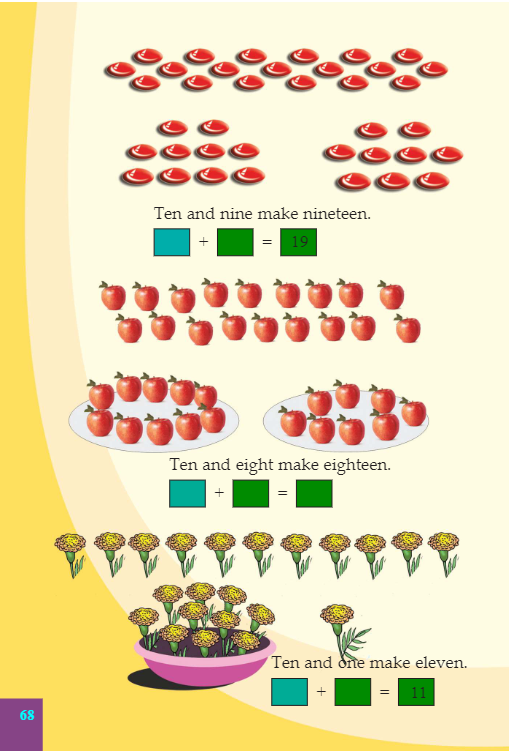 Ten and nine make nineteen.
+ = 19
Ten and eight make eighteen.
+ =
Ten and one make eleven.
+ = 11
68